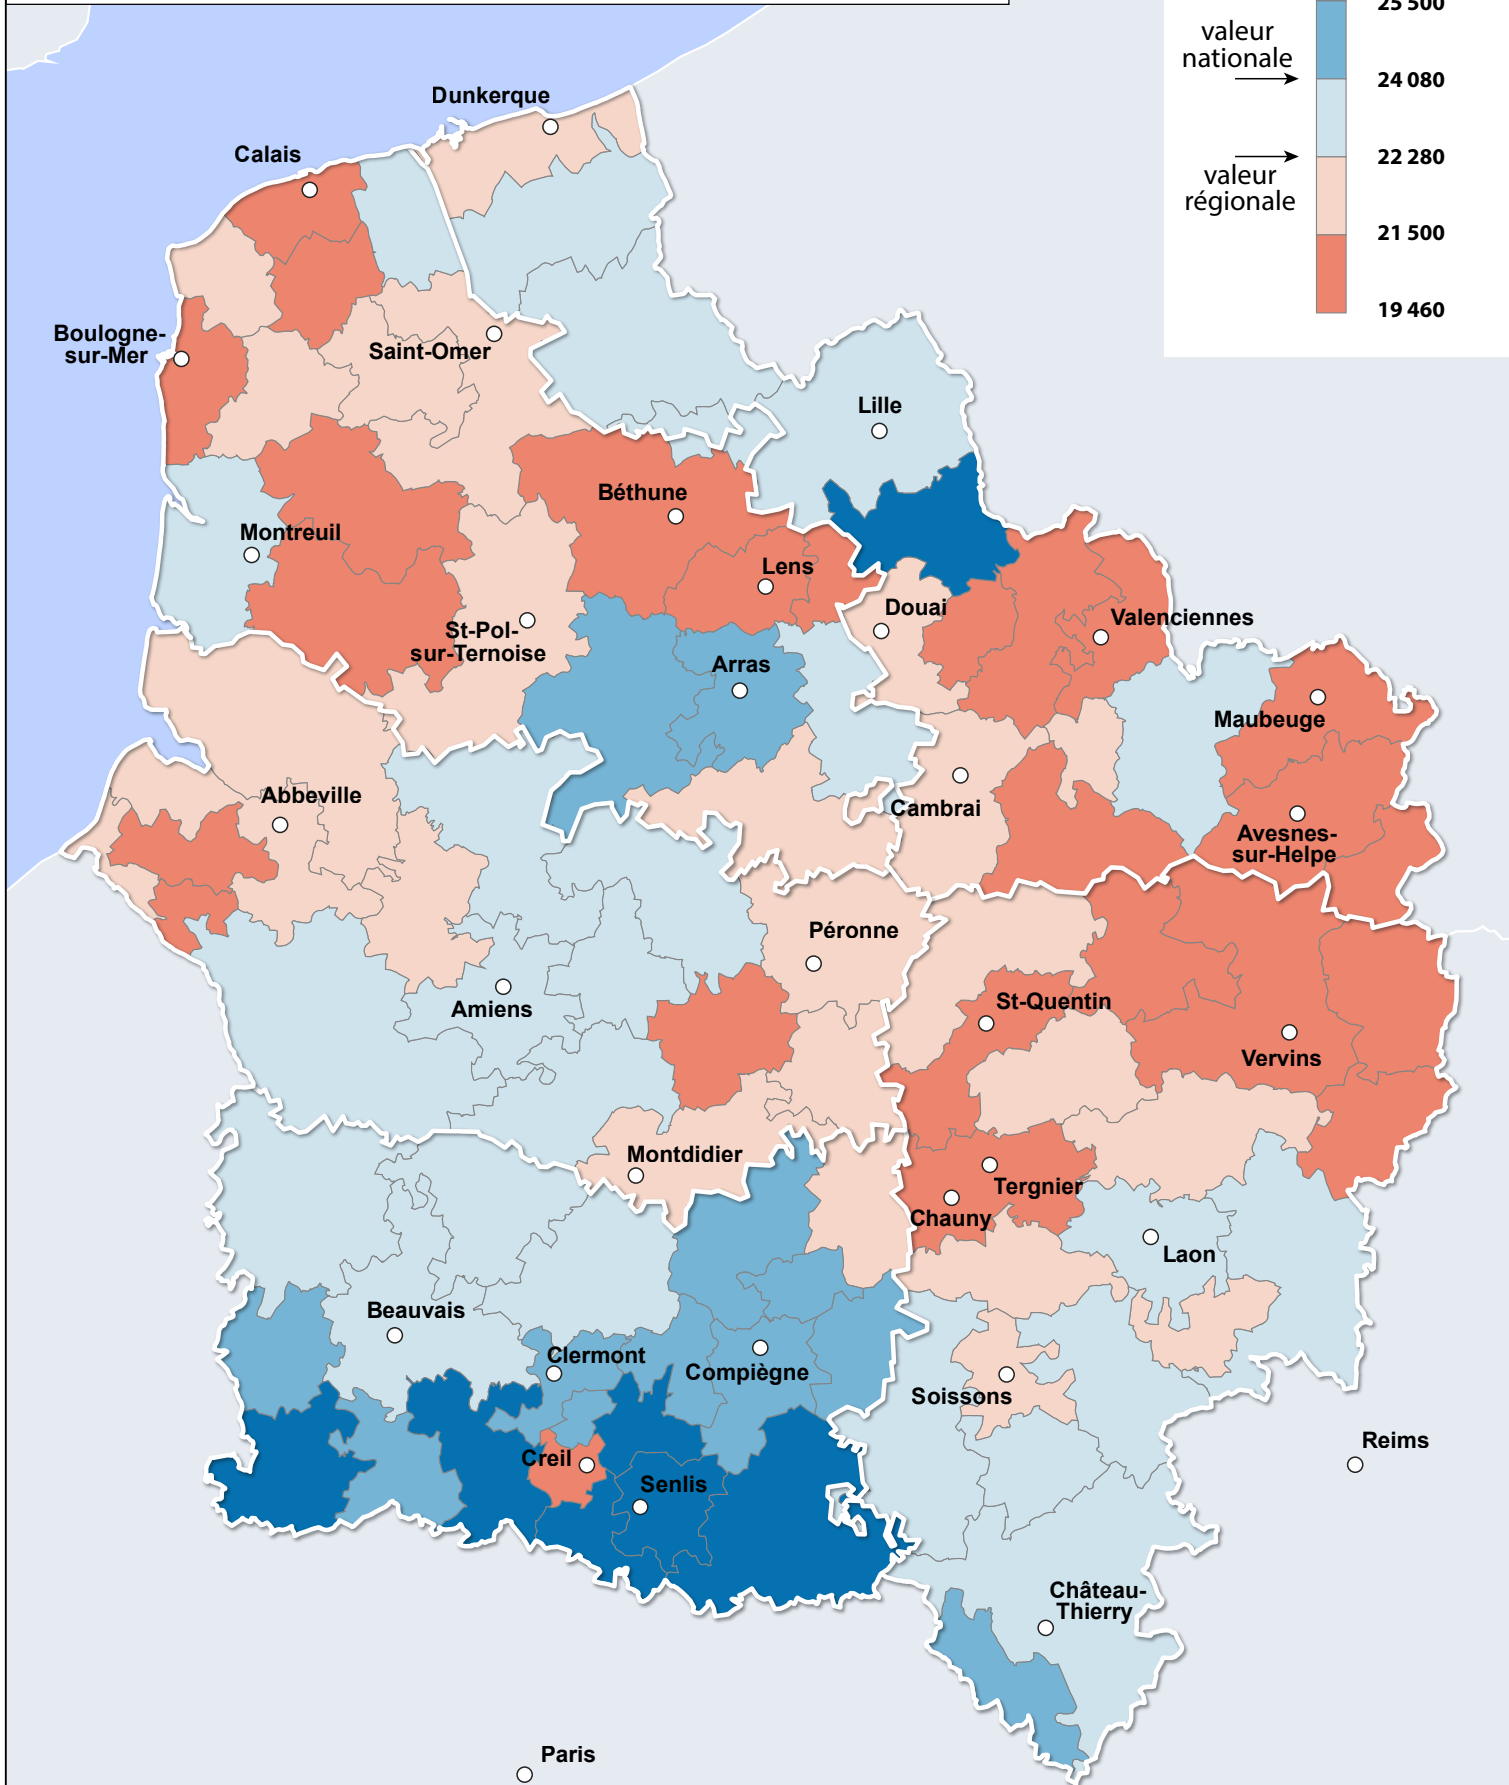 25 500
valeur
nationale
24 080
22 280
valeur
régionale
21 500
19 460
Dunkerque
Calais
Boulogne-
sur-Mer
Saint-Omer
Lille
Béthune
Montreuil
Lens
Douai
Valenciennes
St-Pol-
sur-Ternoise
Arras
Maubeuge
Abbeville
Cambrai
Avesnes-
sur-Helpe
Péronne
Amiens
St-Quentin
Vervins
Montdidier
Tergnier
Chauny
Laon
Beauvais
Clermont
Compiègne
Soissons
Creil
Senlis
Reims
Château-
Thierry
Paris